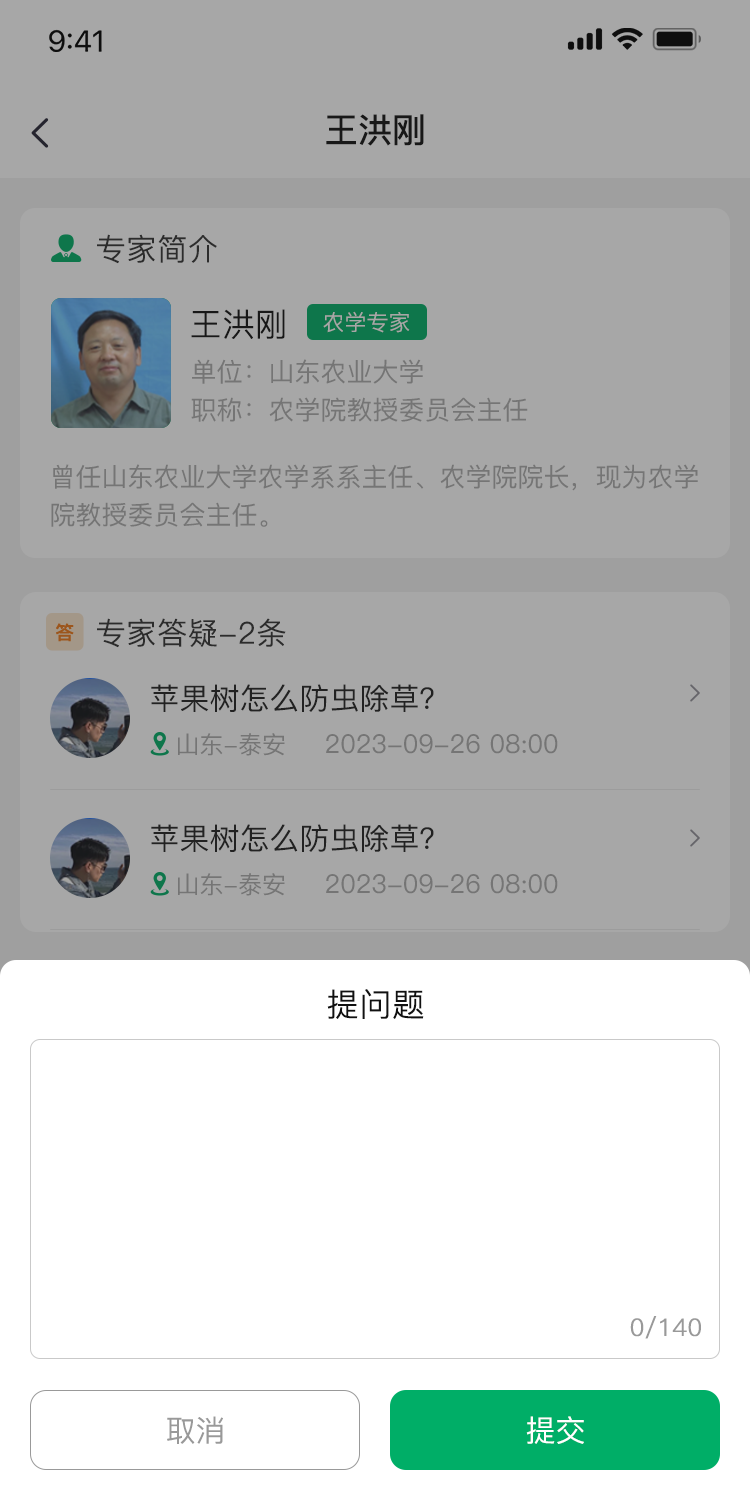 9:41
王洪刚
专家简介
王洪刚 农学专家
单位：山东农业大学
职称：农学院教授委员会主任
曾任山东农业大学农学系系主任、农学院院长，现为农学
院教授委员会主任。
答 专家答疑-2条
苹果树怎么防虫除草？
山东-泰安 2023-09-26 08:00
苹果树怎么防虫除草？
山东-泰安 2023-09-26 08:00
提问题
0/140
取消 提交